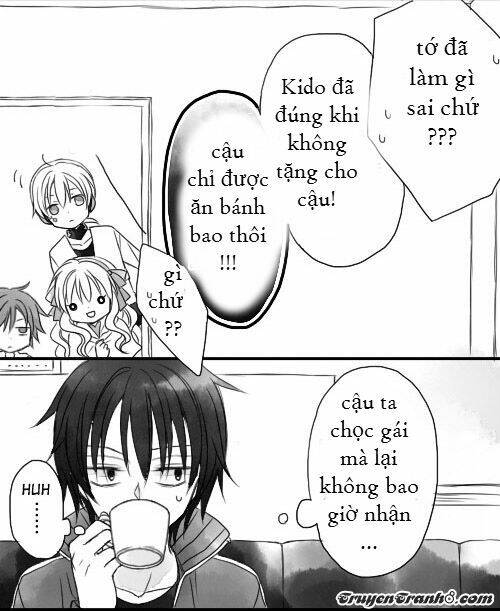 tớ đã
làm gì
sai chứ
???
Kido đã
đúng khi
không
tặng cho
cậu!
cậu
chỉ được
ăn bánh
bao thôi
!!!
gì
chứ
??
cậu ta
chọc gái
mà lại
không bao
giờ nhận
...
HUH
......
TruyenTranh8.com